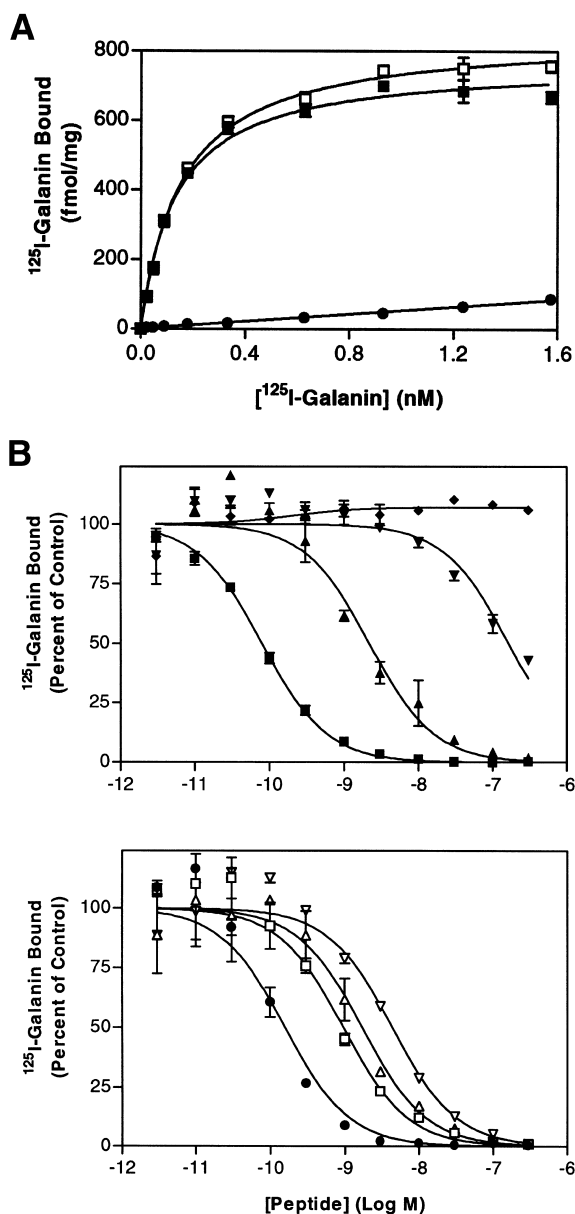 A
¹²⁵I-Galanin Bound
(fmol/mg)
800
600
400
200
0
0.0 0.4 0.8 1.2 1.6
[¹²⁵I-Galanin] (nM)
B
¹²⁵I-Galanin Bound
(Percent of Control)
100
75
50
25
0
-12 -11 -10 -9 -8 -7 -6
¹²⁵I-Galanin Bound
(Percent of Control)
100
75
50
25
0
-12 -11 -10 -9 -8 -7 -6
[Peptide] (Log M)